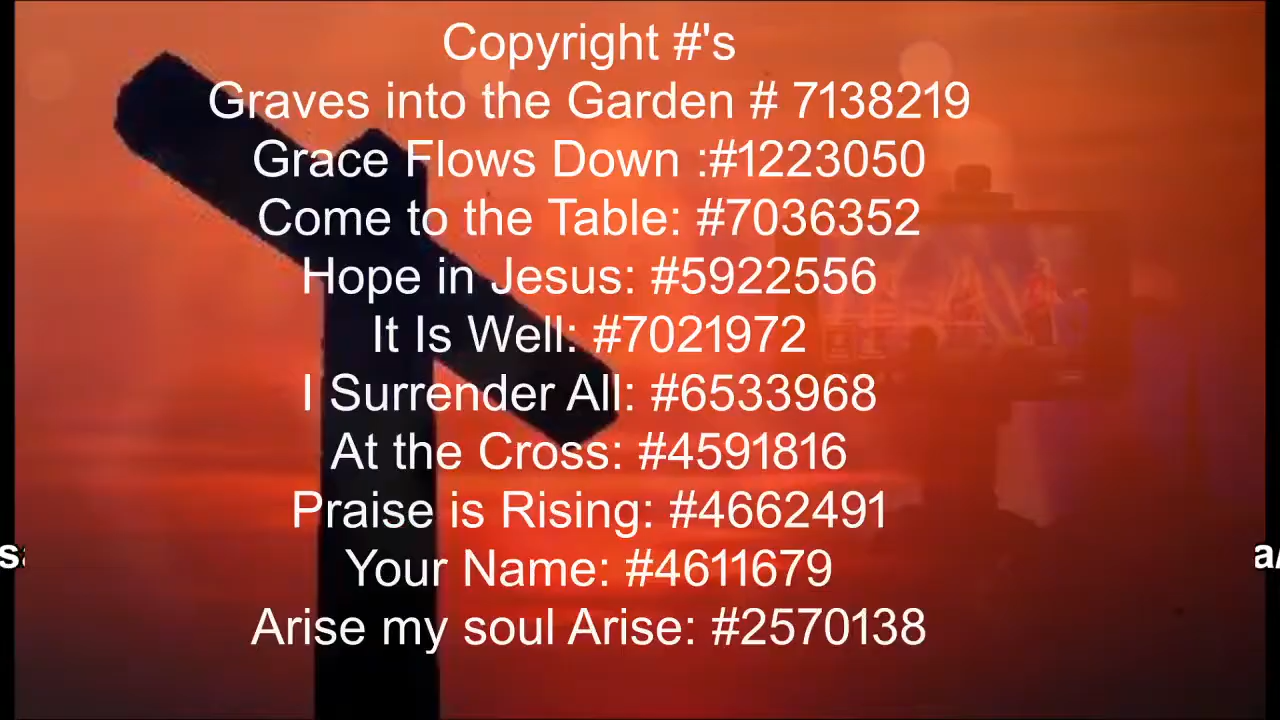 Copyright #'s
Graves into the Garden # 7138219
Grace Flows Down :#1223050
Come to the Table: #7036352
Hope in Jesus: #5922556
It Is Well: #7021972
I Surrender All: #6533968
At the Cross: #4591816
Praise is Rising: #4662491
Your Name: #4611679
Arise my soul Arise: #2570138